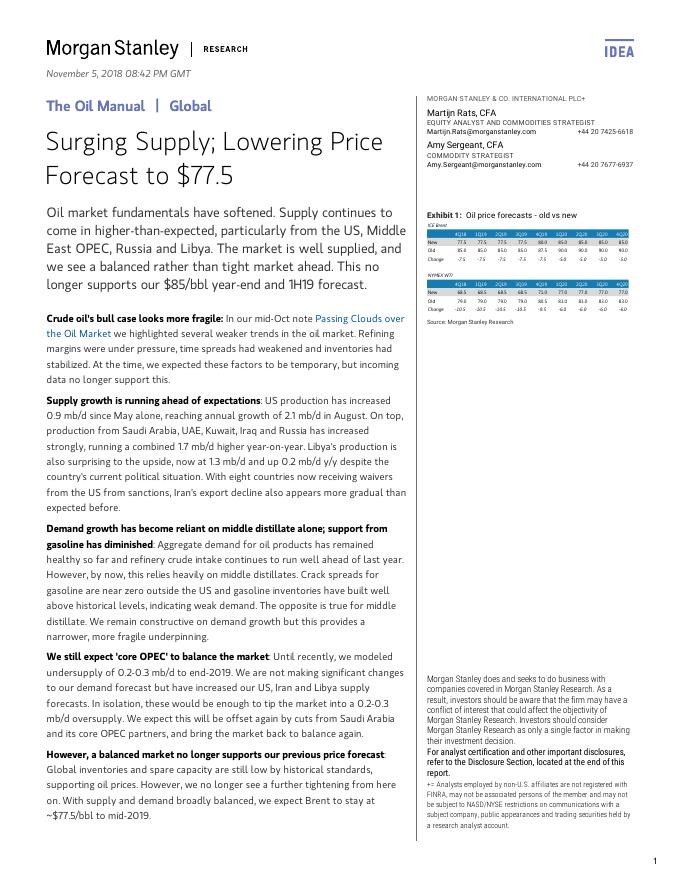 Morgan Stanley | RESEARCH
IDEA
November 5, 2018 08:42 PM GMT
The Oil Manual | Global
Surging Supply; Lowering Price
Forecast to $77.5
Oil market fundamentals have softened. Supply continues to
come in higher-than-expected, particularly from the US, Middle
East OPEC, Russia and Libya. The market is well supplied, and
we see a balanced rather than tight market ahead. This no
longer supports our $85/bbl year-end and 1H19 forecast.
Crude oil's bull case looks more fragile: In our mid-Oct note Passing Clouds over
the Oil Market we highlighted several weaker trends in the oil market. Refining
margins were under pressure, time spreads had weakened and inventories had
stabilized. At the time, we expected these factors to be temporary, but incoming
data no longer support this.
Supply growth is running ahead of expectations: US production has increased
0.9 mb/d since May alone, reaching annual growth of 2.1 mb/d in August. On top,
production from Saudi Arabia, UAE, Kuwait, Iraq and Russia has increased
strongly, running a combined 1.7 mb/d higher year-on-year. Libya's production is
also surprising to the upside, now at 1.3 mb/d and up 0.2 mb/d y/y despite the
country's current political situation. With eight countries now receiving waivers
from the US from sanctions, Iran's export decline also appears more gradual than
expected before.
Demand growth has become reliant on middle distillate alone; support from
gasoline has diminished: Aggregate demand for oil products has remained
healthy so far and refinery crude intake continues to run well ahead of last year.
However, by now, this relies heavily on middle distillates. Crack spreads for
gasoline are near zero outside the US and gasoline inventories have built well
above historical levels, indicating weak demand. The opposite is true for middle
distillate. We remain constructive on demand growth but this provides a
narrower, more fragile underpinning.
We still expect 'core OPEC' to balance the market: Until recently, we modeled
undersupply of 0.2-0.3 mb/d to end-2019. We are not making significant changes
to our demand forecast but have increased our US, Iran and Libya supply
forecasts. In isolation, these would be enough to tip the market into a 0.2-0.3
mb/d oversupply. We expect this will be offset again by cuts from Saudi Arabia
and its core OPEC partners, and bring the market back to balance again.
However, a balanced market no longer supports our previous price forecast:
Global inventories and spare capacity are still low by historical standards,
supporting oil prices. However, we no longer see a further tightening from here
on. With supply and demand broadly balanced, we expect Brent to stay at
~$77.5/bbl to mid-2019.
MORGAN STANLEY & CO. INTERNATIONAL PLC+
Martijn Rats, CFA
EQUITY ANALYST AND COMMODITIES STRATEGIST
Martijn.Rats@morganstanley.com +44 20 7425-6618
Amy Sergeant, CFA
COMMODITY STRATEGIST
Amy.Sergeant@morganstanley.com +44 20 7677-6937
Exhibit 1: Oil price forecasts - old vs new
ICE Brent
4Q18 1Q19 2Q19 3Q19 4Q19 1Q20 2Q20 3Q20 4Q20
New 77.5 77.5 77.5 77.5 80.0 85.0 85.0 85.0 85.0
Old 85.0 85.0 85.0 85.0 87.5 90.0 90.0 90.0 90.0
Change -7.5 -7.5 -7.5 -7.5 -7.5 -5.0 -5.0 -5.0 -5.0
NYMEX WTI
4Q18 1Q19 2Q19 3Q19 4Q19 1Q20 2Q20 3Q20 4Q20
New 68.5 68.5 68.5 68.5 71.0 77.0 77.0 77.0 77.0
Old 79.0 79.0 79.0 79.0 80.5 83.0 83.0 83.0 83.0
Change -10.5 -10.5 -10.5 -10.5 -9.5 -6.0 -6.0 -6.0 -6.0
Source: Morgan Stanley Research
Morgan Stanley does and seeks to do business with
companies covered in Morgan Stanley Research. As a
result, investors should be aware that the firm may have a
conflict of interest that could affect the objectivity of
Morgan Stanley Research. Investors should consider
Morgan Stanley Research as only a single factor in making
their investment decision.
For analyst certification and other important disclosures,
refer to the Disclosure Section, located at the end of this
report.
+= Analysts employed by non-U.S. affiliates are not registered with
FINRA, may not be associated persons of the member and may not
be subject to NASD/NYSE restrictions on communications with a
subject company, public appearances and trading securities held by
a research analyst account.
1